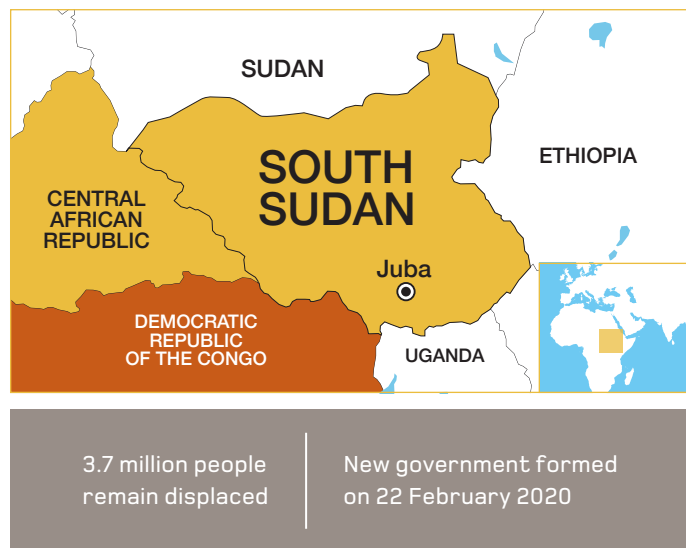 SUDAN
SOUTH
SUDAN
ETHIOPIA
CENTRAL
AFRICAN
REPUBLIC
Juba
DEMOCRATIC
REPUBLIC
OF THE CONGO
UGANDA
3.7 million people
remain displaced
New government formed
on 22 February 2020